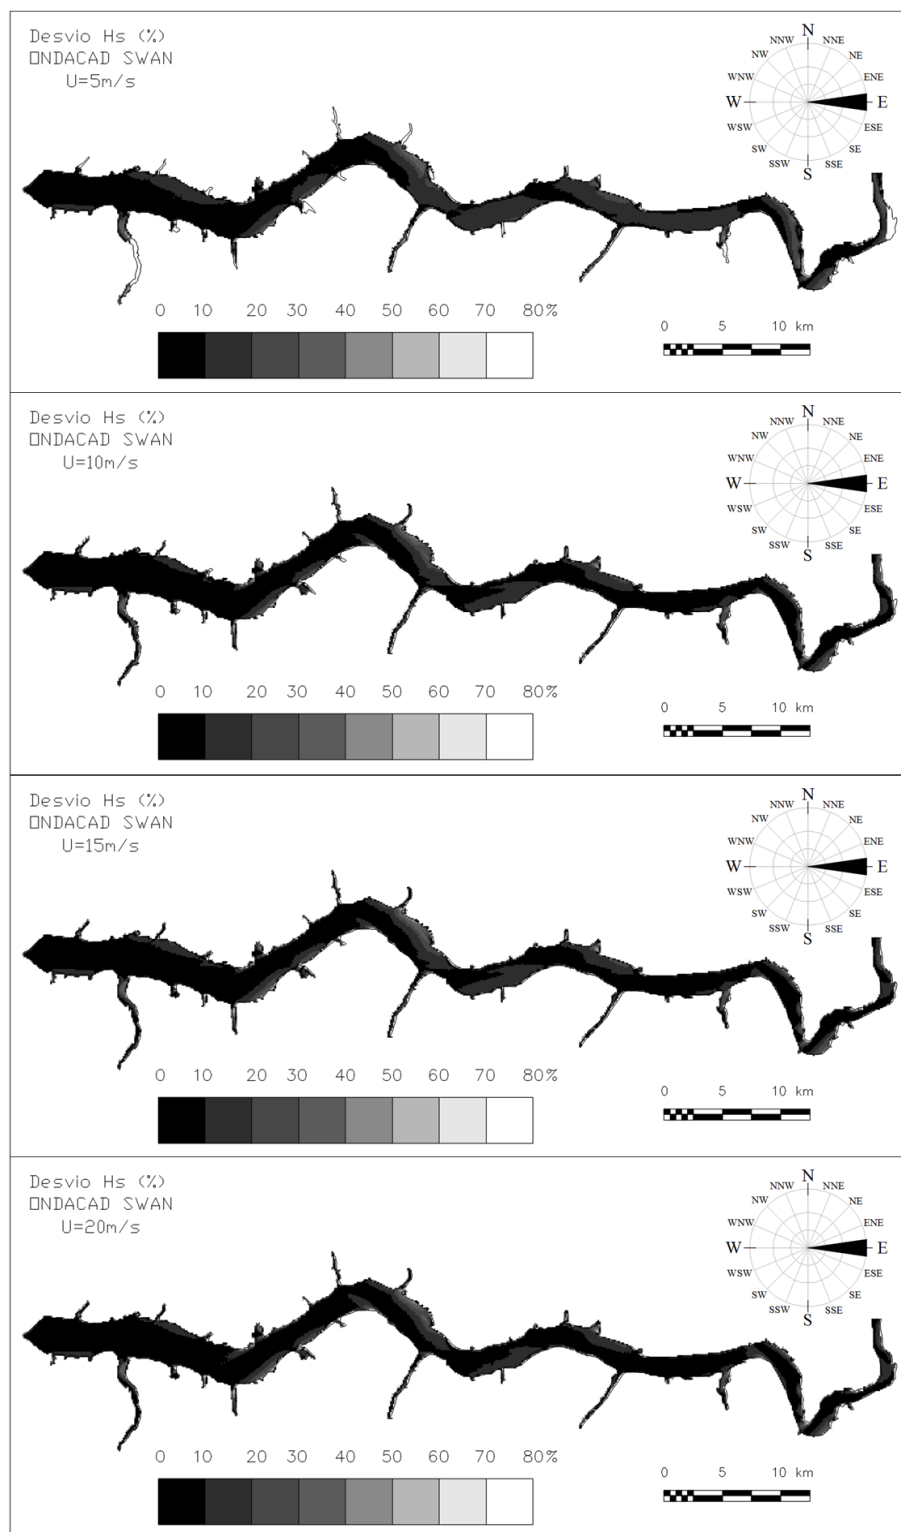 Desvio Hs (%)
ONDACAD SWAN
U=5m/s
N
NNW NNE
NW NE
WNW ENE
W E
WSW ESE
SW SE
SSW SSE
S
0 10 20 30 40 50 60 70 80%
0 5 10 km
Desvio Hs (%)
ONDACAD SWAN
U=10m/s
N
NNW NNE
NW NE
WNW ENE
W E
WSW ESE
SW SE
SSW SSE
S
0 10 20 30 40 50 60 70 80%
0 5 10 km
Desvio Hs (%)
ONDACAD SWAN
U=15m/s
N
NNW NNE
NW NE
WNW ENE
W E
WSW ESE
SW SE
SSW SSE
S
0 10 20 30 40 50 60 70 80%
0 5 10 km
Desvio Hs (%)
ONDACAD SWAN
U=20m/s
N
NNW NNE
NW NE
WNW ENE
W E
WSW ESE
SW SE
SSW SSE
S
0 10 20 30 40 50 60 70 80%
0 5 10 km